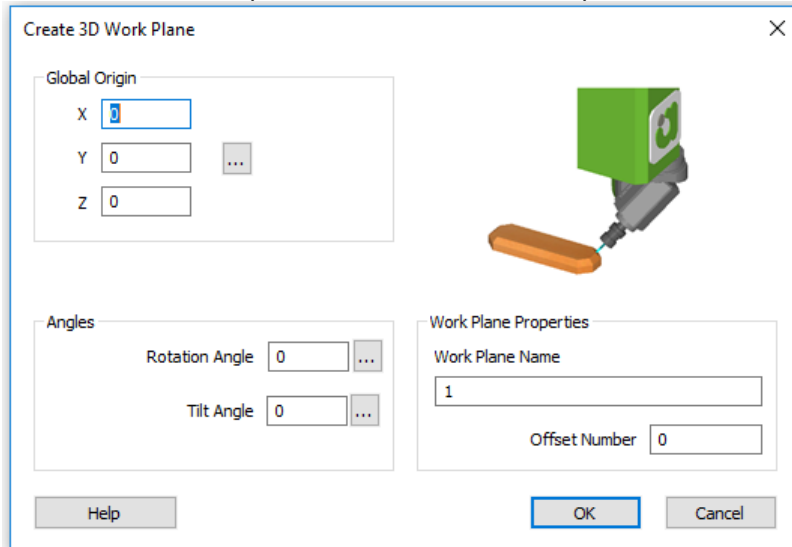 Create 3D Work Plane
Global Origin
X 0
Y 0 ...
Z 0
Angles
Rotation Angle 0 ...
Tilt Angle 0 ...
Work Plane Properties
Work Plane Name
1
Offset Number 0
Help
OK Cancel